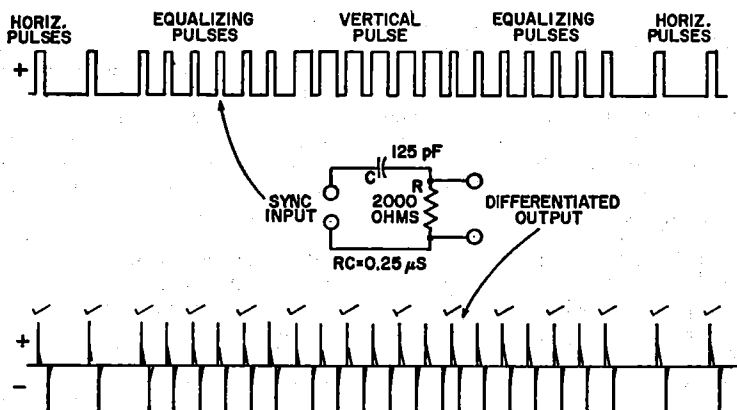 HORIZ.
PULSES
EQUALIZING
PULSES
VERTICAL
PULSE
EQUALIZING
PULSES
HORIZ.
PULSES
+
125 pF
C
R
SYNC
INPUT
2000
OHMS
DIFFERENTIATED
OUTPUT
RC=0.25 μS
+
−